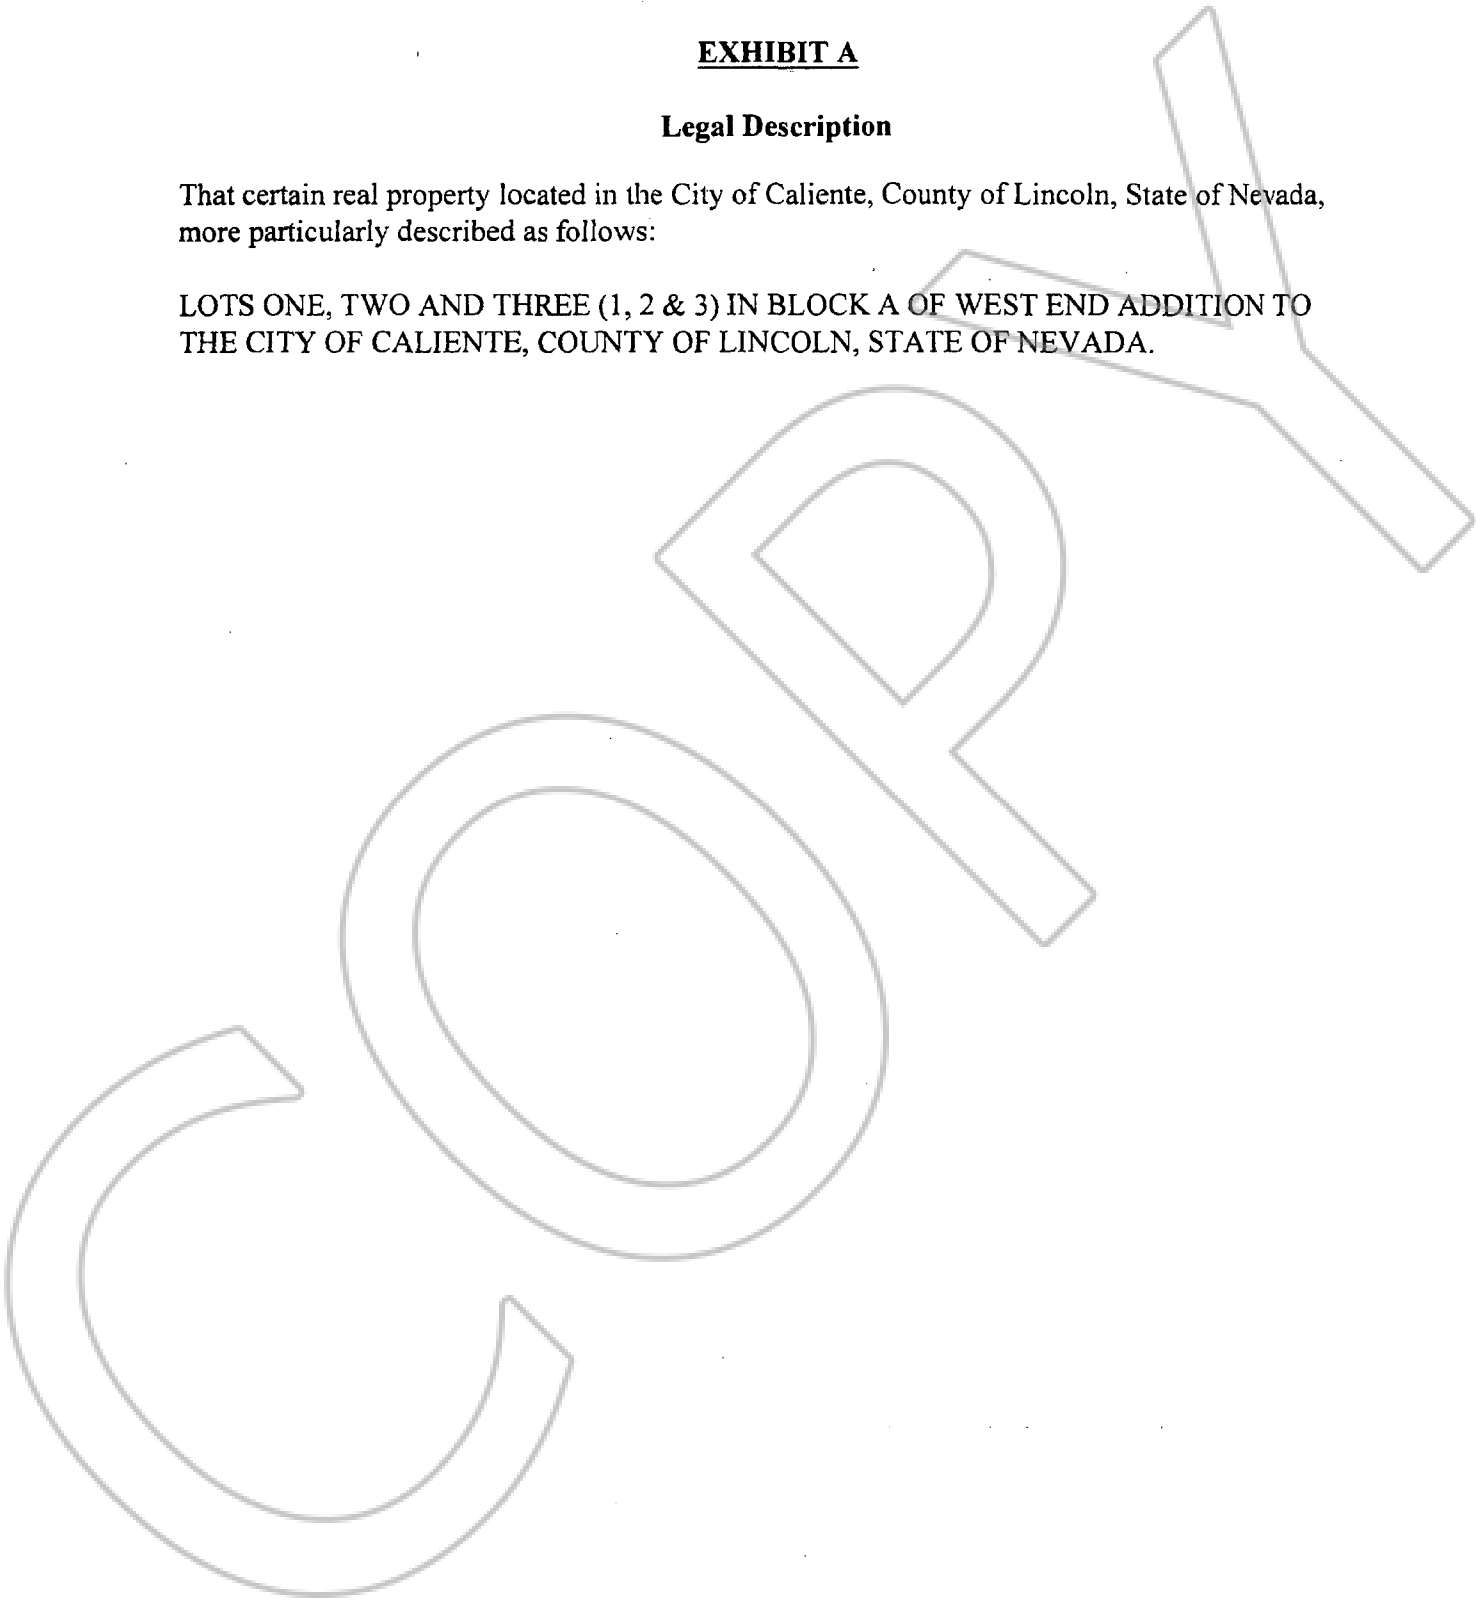 EXHIBIT A
Legal Description
That certain real property located in the City of Caliente, County of Lincoln, State of Nevada,
more particularly described as follows:
LOTS ONE, TWO AND THREE (1, 2 & 3) IN BLOCK A OF WEST END ADDITION TO
THE CITY OF CALIENTE, COUNTY OF LINCOLN, STATE OF NEVADA.
COPY